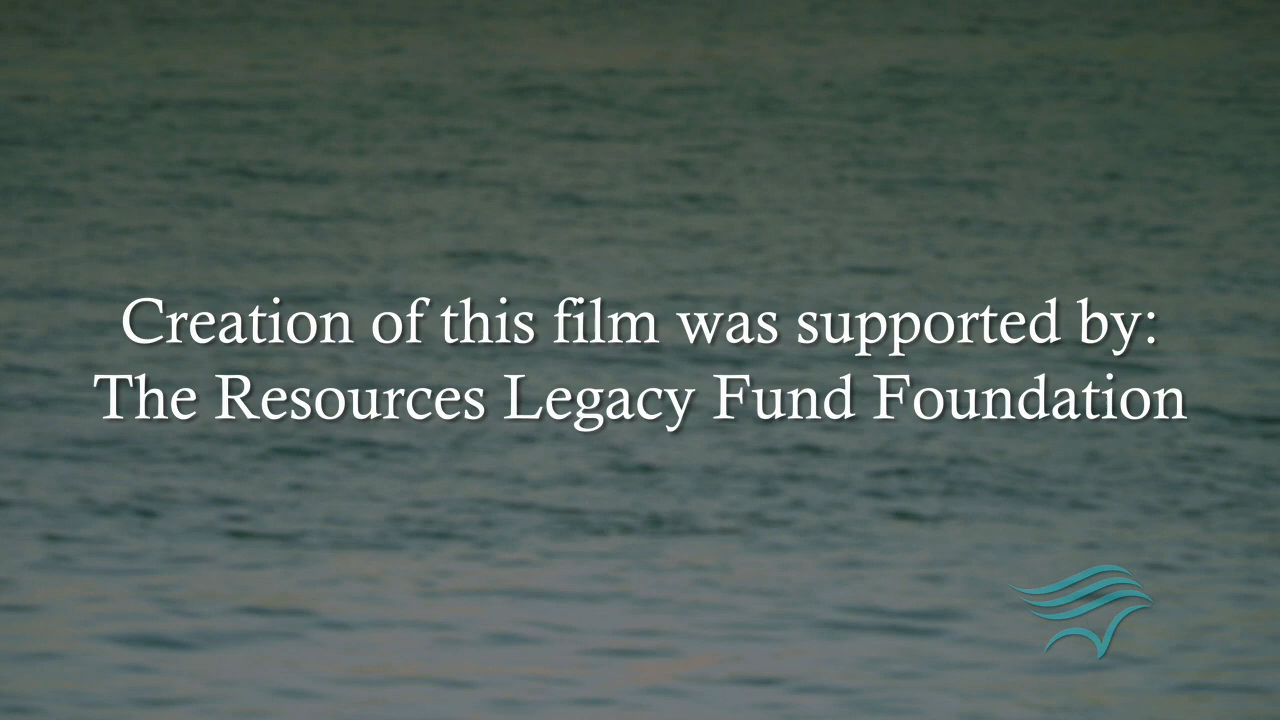 Creation of this film was supported by:
The Resources Legacy Fund Foundation